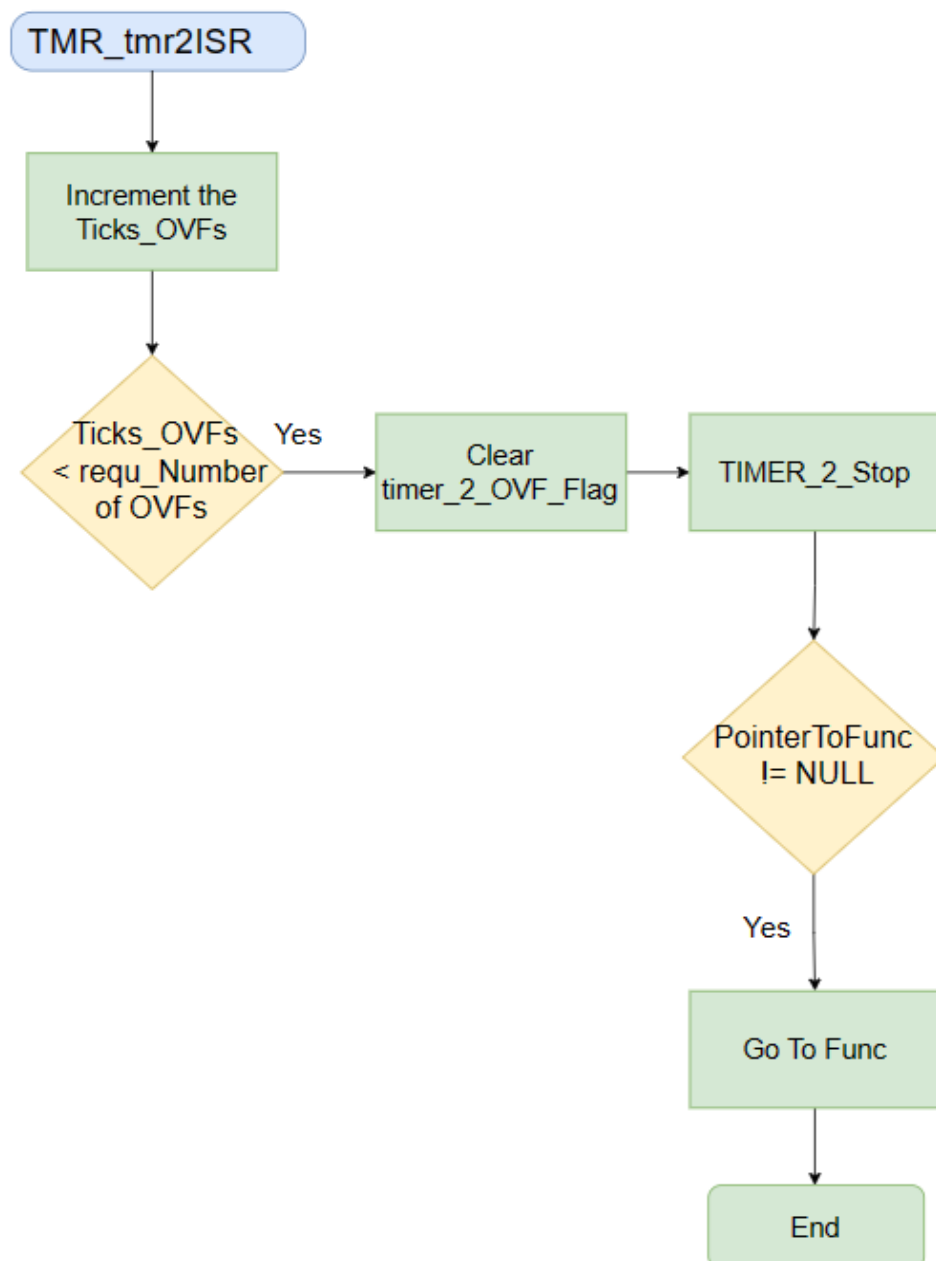 TMR_tmr2ISR
Increment the
Ticks_OVFs
Ticks_OVFs
< requ_Number
of OVFs
Yes
Clear
timer_2_OVF_Flag
TIMER_2_Stop
PointerToFunc
!= NULL
Yes
Go To Func
End